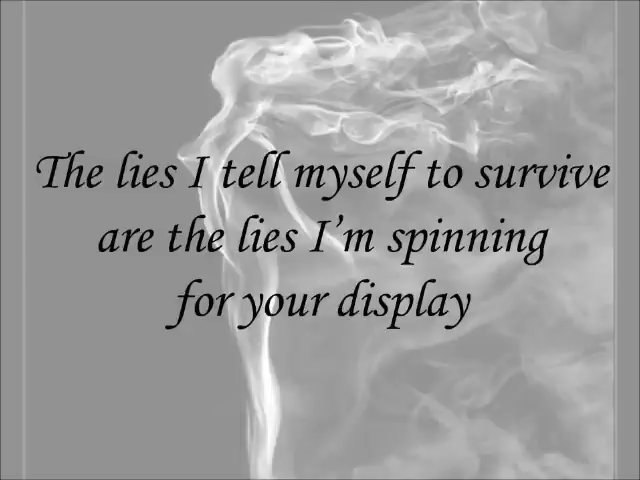 The lies I tell myself to survive
are the lies I’m spinning
for your display